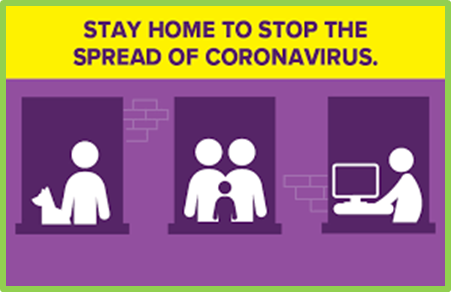 STAY HOME TO STOP THE
SPREAD OF CORONAVIRUS.